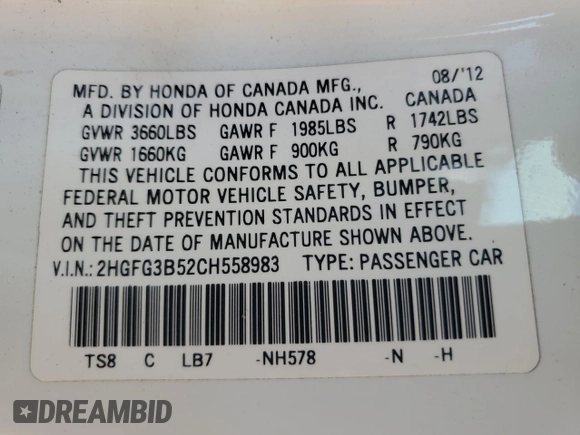 MFD. BY HONDA OF CANADA MFG., 08/'12
A DIVISION OF HONDA CANADA INC. CANADA
GVWR 3660LBS GAWR F 1985LBS R 1742LBS
GVWR 1660KG GAWR F 900KG R 790KG
THIS VEHICLE CONFORMS TO ALL APPLICABLE
FEDERAL MOTOR VEHICLE SAFETY, BUMPER,
AND THEFT PREVENTION STANDARDS IN EFFECT
ON THE DATE OF MANUFACTURE SHOWN ABOVE.
V.I.N.: 2HGFG3B52CH558983 TYPE: PASSENGER CAR
TS8 C LB7 -NH578 -N -H
DREAMBID